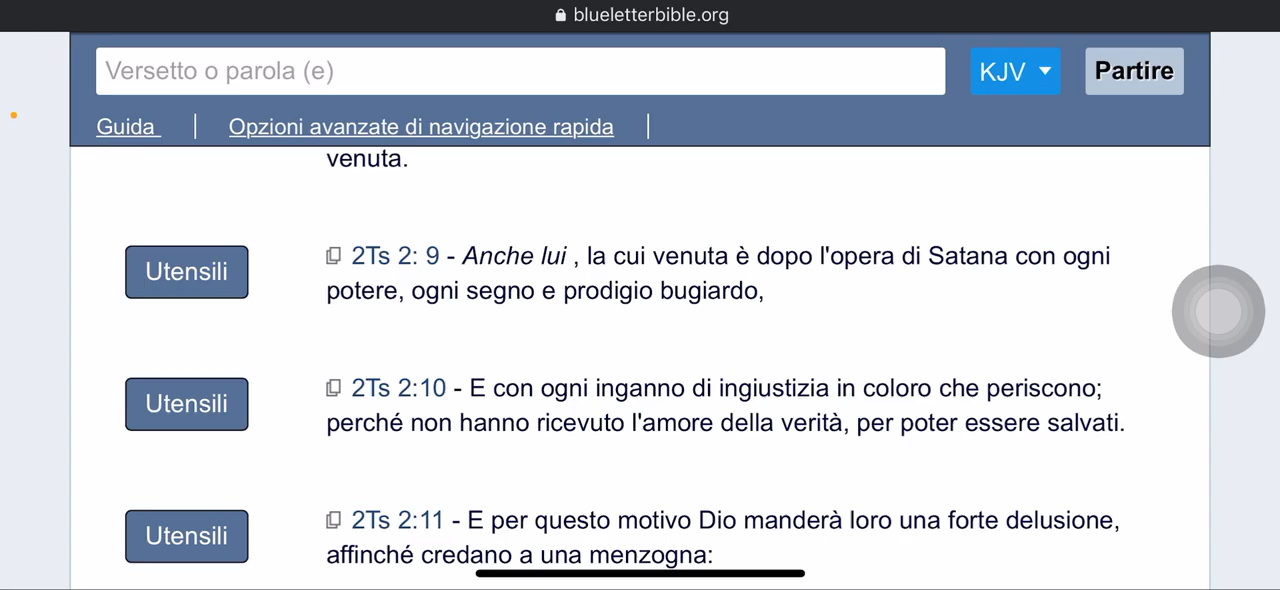 blueletterbible.org
Versetto o parola (e)
KJV
Partire
Guida
Opzioni avanzate di navigazione rapida
venuta.
Utensili
2Ts 2: 9 - Anche lui , la cui venuta è dopo l'opera di Satana con ogni
potere, ogni segno e prodigio bugiardo,
Utensili
2Ts 2:10 - E con ogni inganno di ingiustizia in coloro che periscono;
perché non hanno ricevuto l'amore della verità, per poter essere salvati.
Utensili
2Ts 2:11 - E per questo motivo Dio manderà loro una forte delusione,
affinché credano a una menzogna: